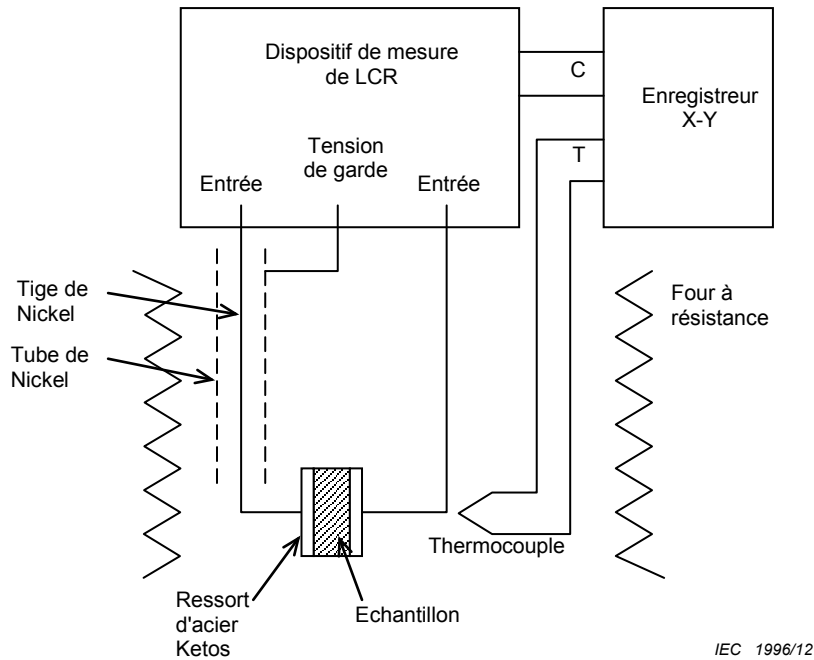 Dispositif de mesure
de LCR
C
Enregistreur
X-Y
Tension
de garde
T
Entrée
Entrée
Tige de
Nickel
Four à
résistance
Tube de
Nickel
Thermocouple
Ressort
d'acier
Ketos
Echantillon
IEC 1996/12